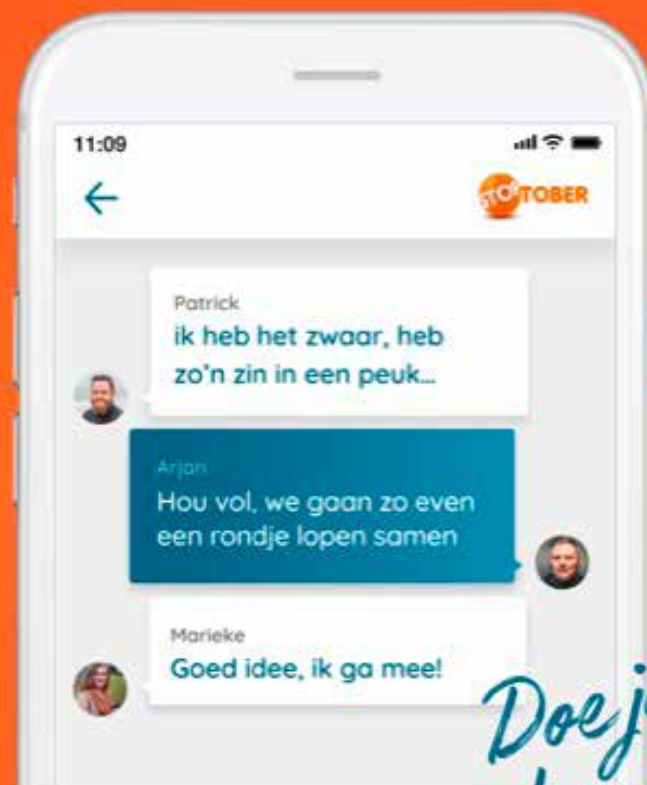 11:09
STOPTOBER
Patrick
ik heb het zwaar, heb
zo'n zin in een peuk...
Arjan
Hou vol, we gaan zo even
een rondje lopen samen
Marieke
Goed idee, ik ga mee!
Doe j